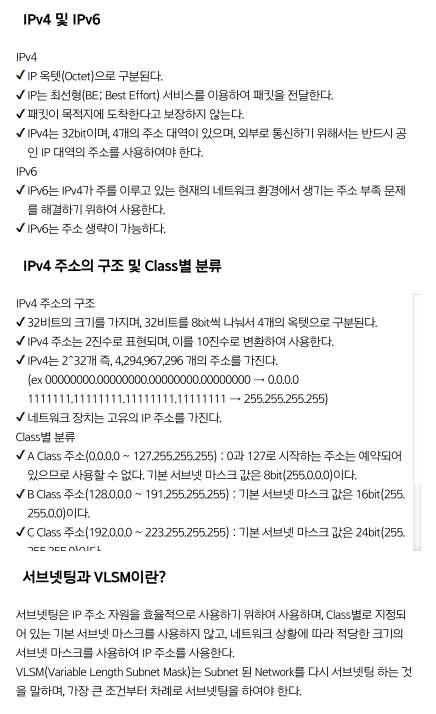 IPv4 및 IPv6
IPv4
✔ IP 옥텟(Octet)으로 구분된다.
✔ IP는 최선형(BE; Best Effort) 서비스를 이용하여 패킷을 전달한다.
✔ 패킷이 목적지에 도착한다고 보장하지 않는다.
✔ IPv4는 32bit이며, 4개의 주소 대역이 있으며, 외부로 통신하기 위해서는 반드시 공
인 IP 대역의 주소를 사용하여야 한다.
IPv6
✔ IPv6는 IPv4가 주를 이루고 있는 현재의 네트워크 환경에서 생기는 주소 부족 문제
를 해결하기 위하여 사용한다.
✔ IPv6는 주소 생략이 가능하다.
IPv4 주소의 구조 및 Class별 분류
IPv4 주소의 구조
✔ 32비트의 크기를 가지며, 32비트를 8bit씩 나눠서 4개의 옥텟으로 구분된다.
✔ IPv4 주소는 2진수로 표현되며, 이를 10진수로 변환하여 사용한다.
✔ IPv4는 2^32개 즉, 4,294,967,296 개의 주소를 가진다.
(ex 00000000.00000000.00000000.00000000 → 0.0.0.0
1111111.11111111.11111111.11111111 → 255.255.255.255)
✔ 네트워크 장치는 고유의 IP 주소를 가진다.
Class별 분류
✔ A Class 주소(0.0.0.0 ~ 127.255.255.255) : 0과 127로 시작하는 주소는 예약되어
있으므로 사용할 수 없다. 기본 서브넷 마스크 값은 8bit(255.0.0.0)이다.
✔ B Class 주소(128.0.0.0 ~ 191.255.255.255) : 기본 서브넷 마스크 값은 16bit(255.
255.0.0)이다.
✔ C Class 주소(192.0.0.0 ~ 223.255.255.255) : 기본 서브넷 마스크 값은 24bit(255.
255.255.0)이다
서브넷팅과 VLSM이란?
서브넷팅은 IP 주소 자원을 효율적으로 사용하기 위하여 사용하며, Class별로 지정되
어 있는 기본 서브넷 마스크를 사용하지 않고, 네트워크 상황에 따라 적당한 크기의
서브넷 마스크를 사용하여 IP 주소를 사용한다.
VLSM(Variable Length Subnet Mask)는 Subnet 된 Network를 다시 서브넷팅 하는 것
을 말하며, 가장 큰 조건부터 차례로 서브넷팅을 하여야 한다.